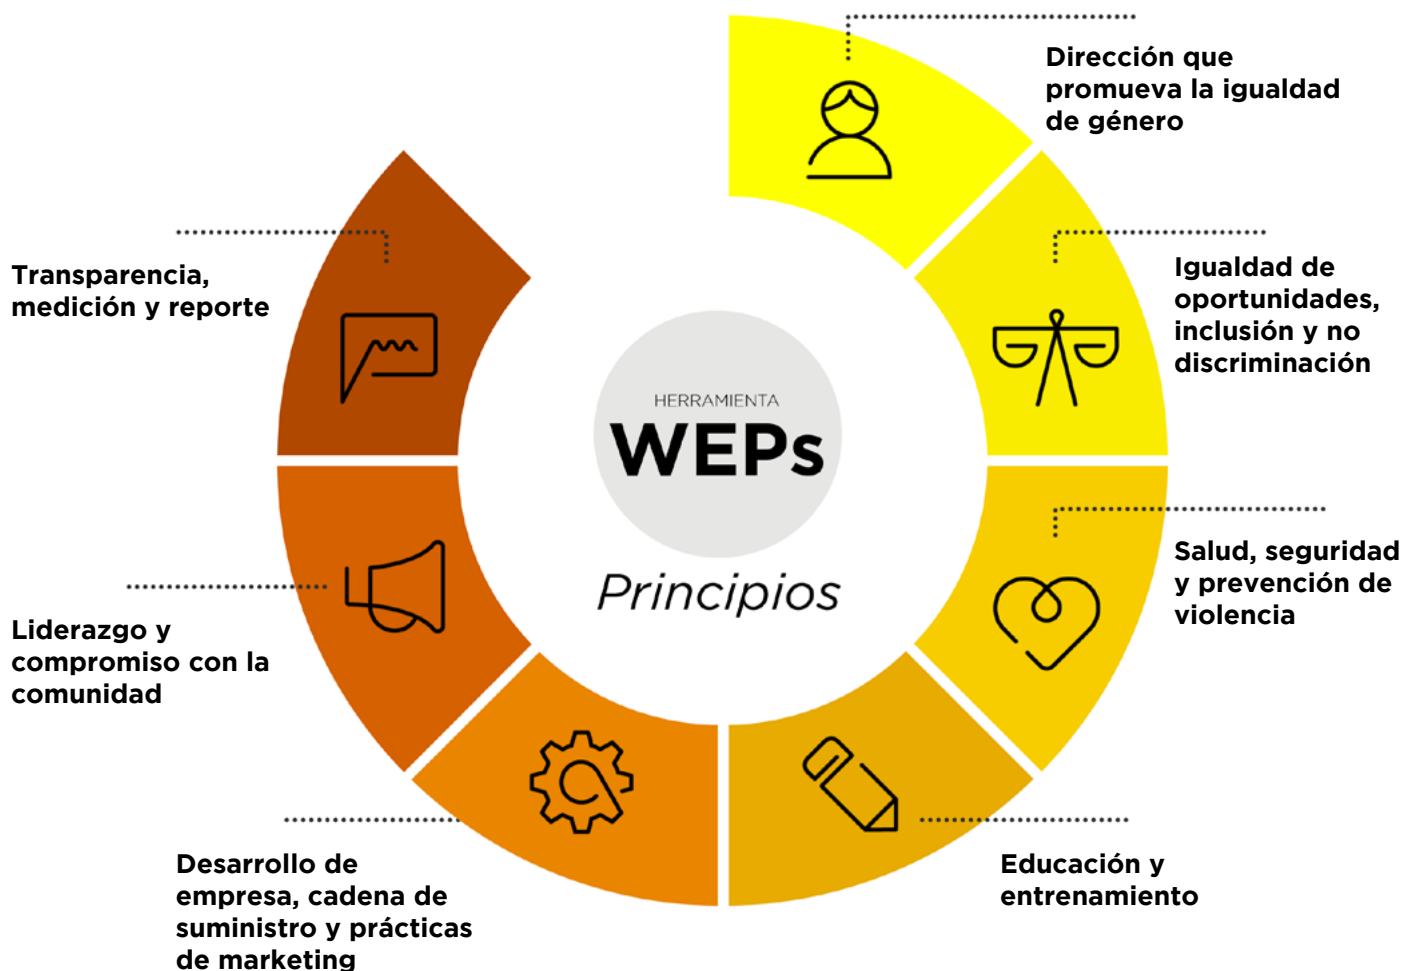 Dirección que
promueva la igualdad
de género
Igualdad de
oportunidades,
inclusión y no
discriminación
Salud, seguridad
y prevención de
violencia
Educación y
entrenamiento
Desarrollo de
empresa, cadena de
suministro y prácticas
de marketing
Liderazgo y
compromiso con la
comunidad
Transparencia,
medición y reporte
HERRAMIENTA
WEPs
Principios